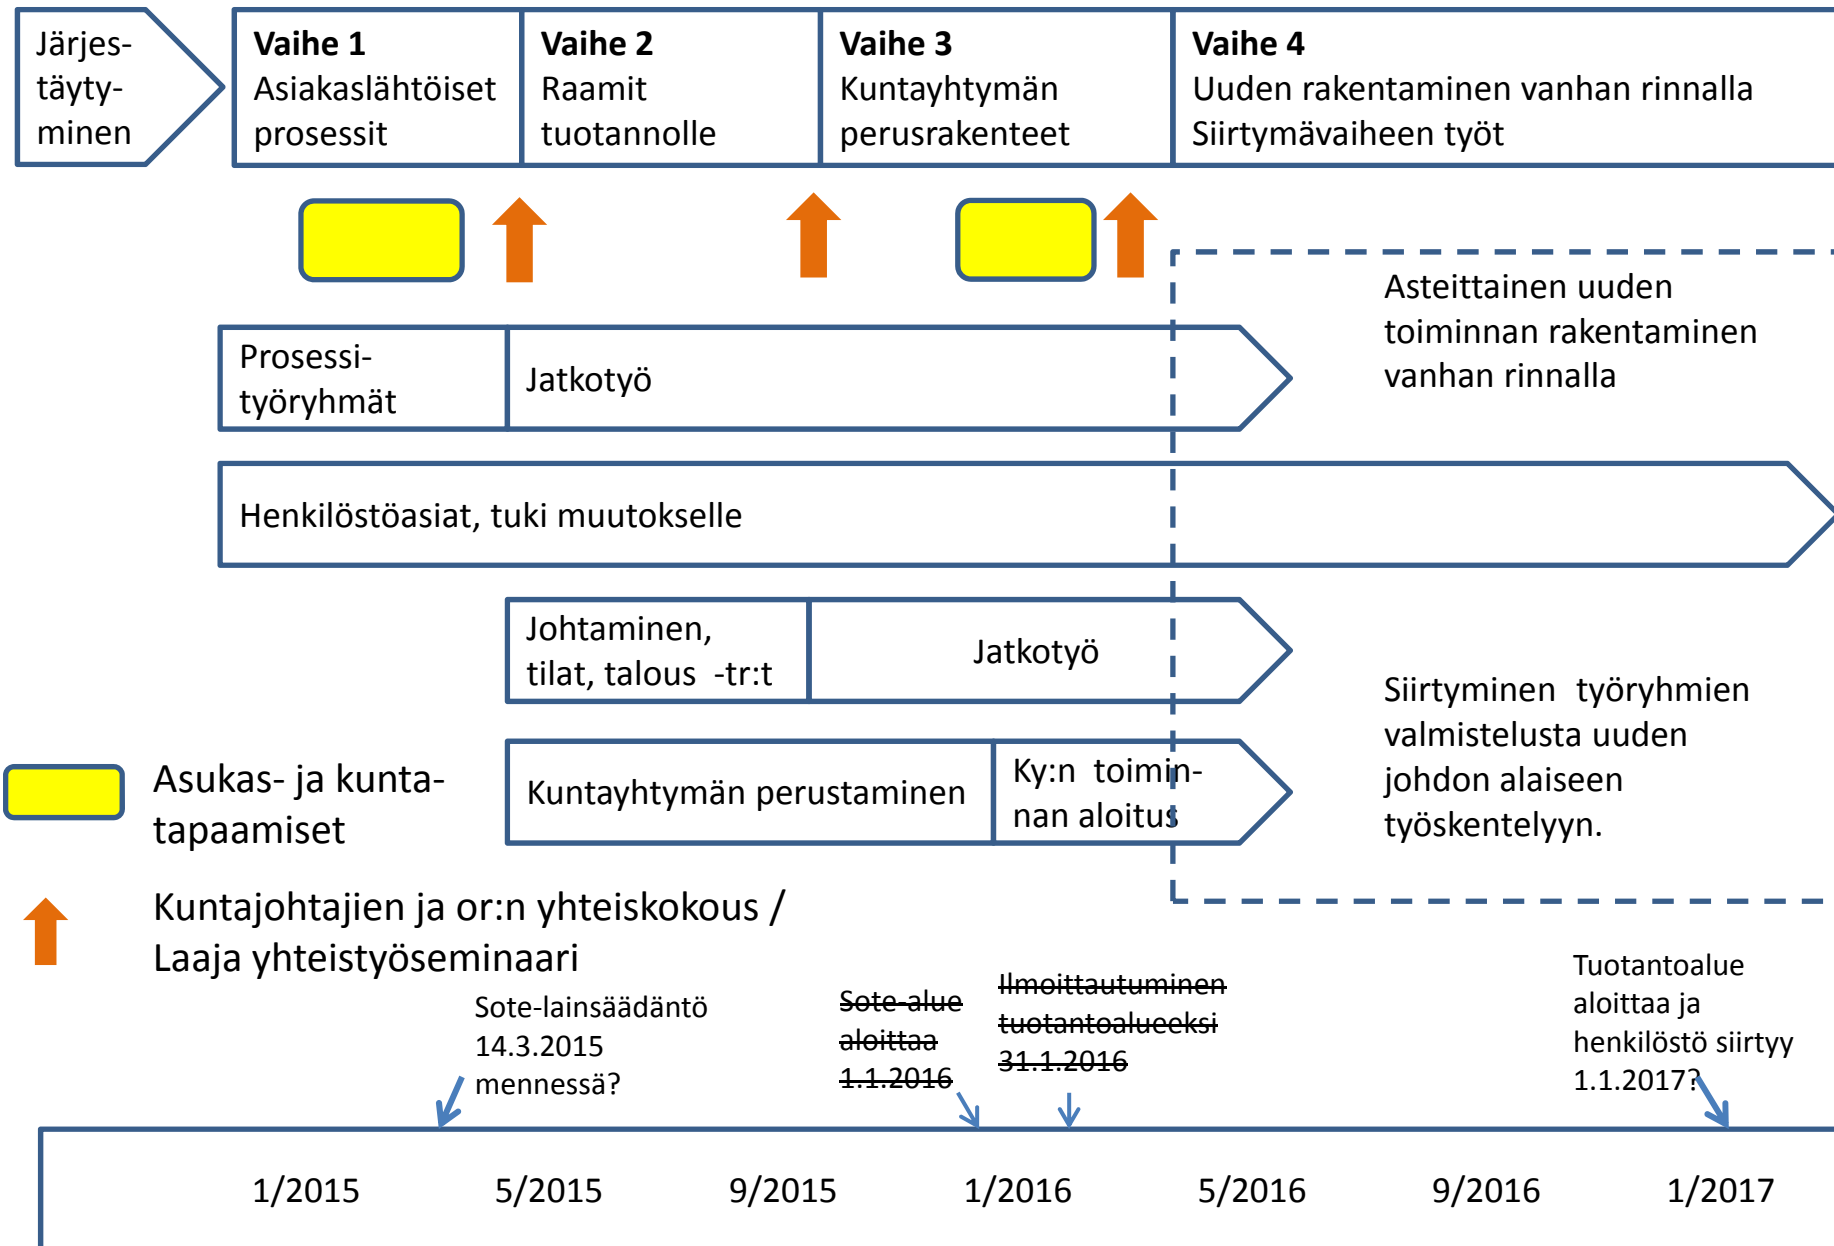 Järjes-
täyty-
minen
Vaihe 1
Asiakaslähtöiset
prosessit
Vaihe 2
Raamit
tuotannolle
Vaihe 3
Kuntayhtymän
perusrakenteet
Vaihe 4
Uuden rakentaminen vanhan rinnalla
Siirtymävaiheen työt
Asteittainen uuden
toiminnan rakentaminen
vanhan rinnalla
Prosessi-
työryhmät
Jatkotyö
Henkilöstöasiat, tuki muutokselle
Johtaminen,
tilat, talous -tr:t
Jatkotyö
Siirtyminen työryhmien
valmistelusta uuden
johdon alaiseen
työskentelyyn.
Kuntayhtymän perustaminen
Ky:n toimin-
nan aloitus
Asukas- ja kunta-
tapaamiset
Kuntajohtajien ja or:n yhteiskokous /
Laaja yhteistyöseminaari
Sote-lainsäädäntö
14.3.2015
mennessä?
Sote-alue
aloittaa
1.1.2016
Ilmoittautuminen
tuotantoalueeksi
31.1.2016
Tuotantoalue
aloittaa ja
henkilöstö siirtyy
1.1.2017?
1/2015 5/2015 9/2015 1/2016 5/2016 9/2016 1/2017